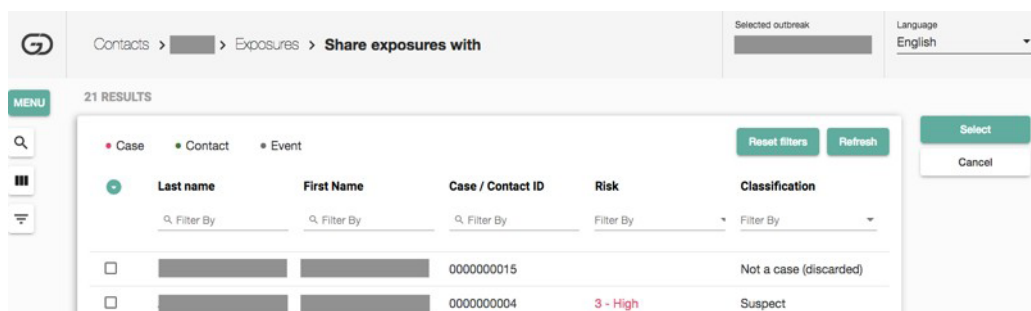 Selected outbreak
Language
Contacts > > Exposures > Share exposures with
English
MENU
21 RESULTS
Case Contact Event
Reset filters Refresh
Select
Cancel
Last name First Name Case / Contact ID Risk Classification
Filter By Filter By Filter By Filter By Filter By
0000000015 Not a case (discarded)
0000000004 3 - High Suspect